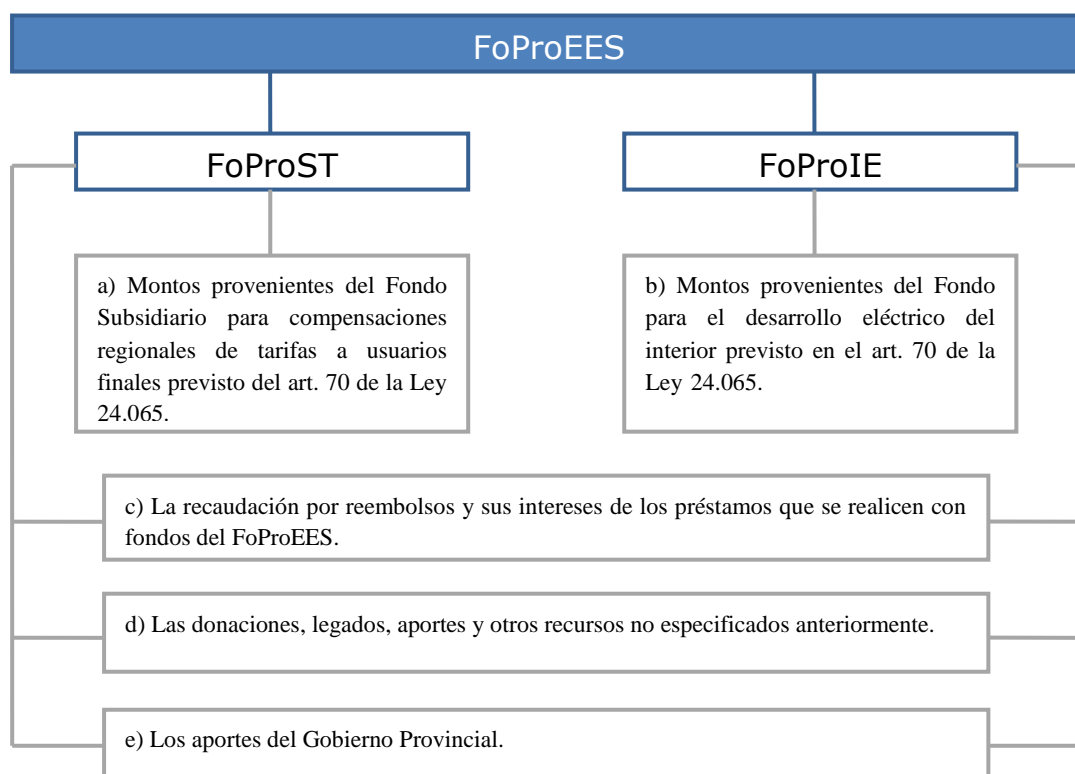 FoProEES
FoProST
FoProIE
a) Montos provenientes del Fondo
Subsidiario para compensaciones
regionales de tarifas a usuarios
finales previsto del art. 70 de la Ley
24.065.
b) Montos provenientes del Fondo
para el desarrollo eléctrico del
interior previsto en el art. 70 de la
Ley 24.065.
c) La recaudación por reembolsos y sus intereses de los préstamos que se realicen con
fondos del FoProEES.
d) Las donaciones, legados, aportes y otros recursos no especificados anteriormente.
e) Los aportes del Gobierno Provincial.